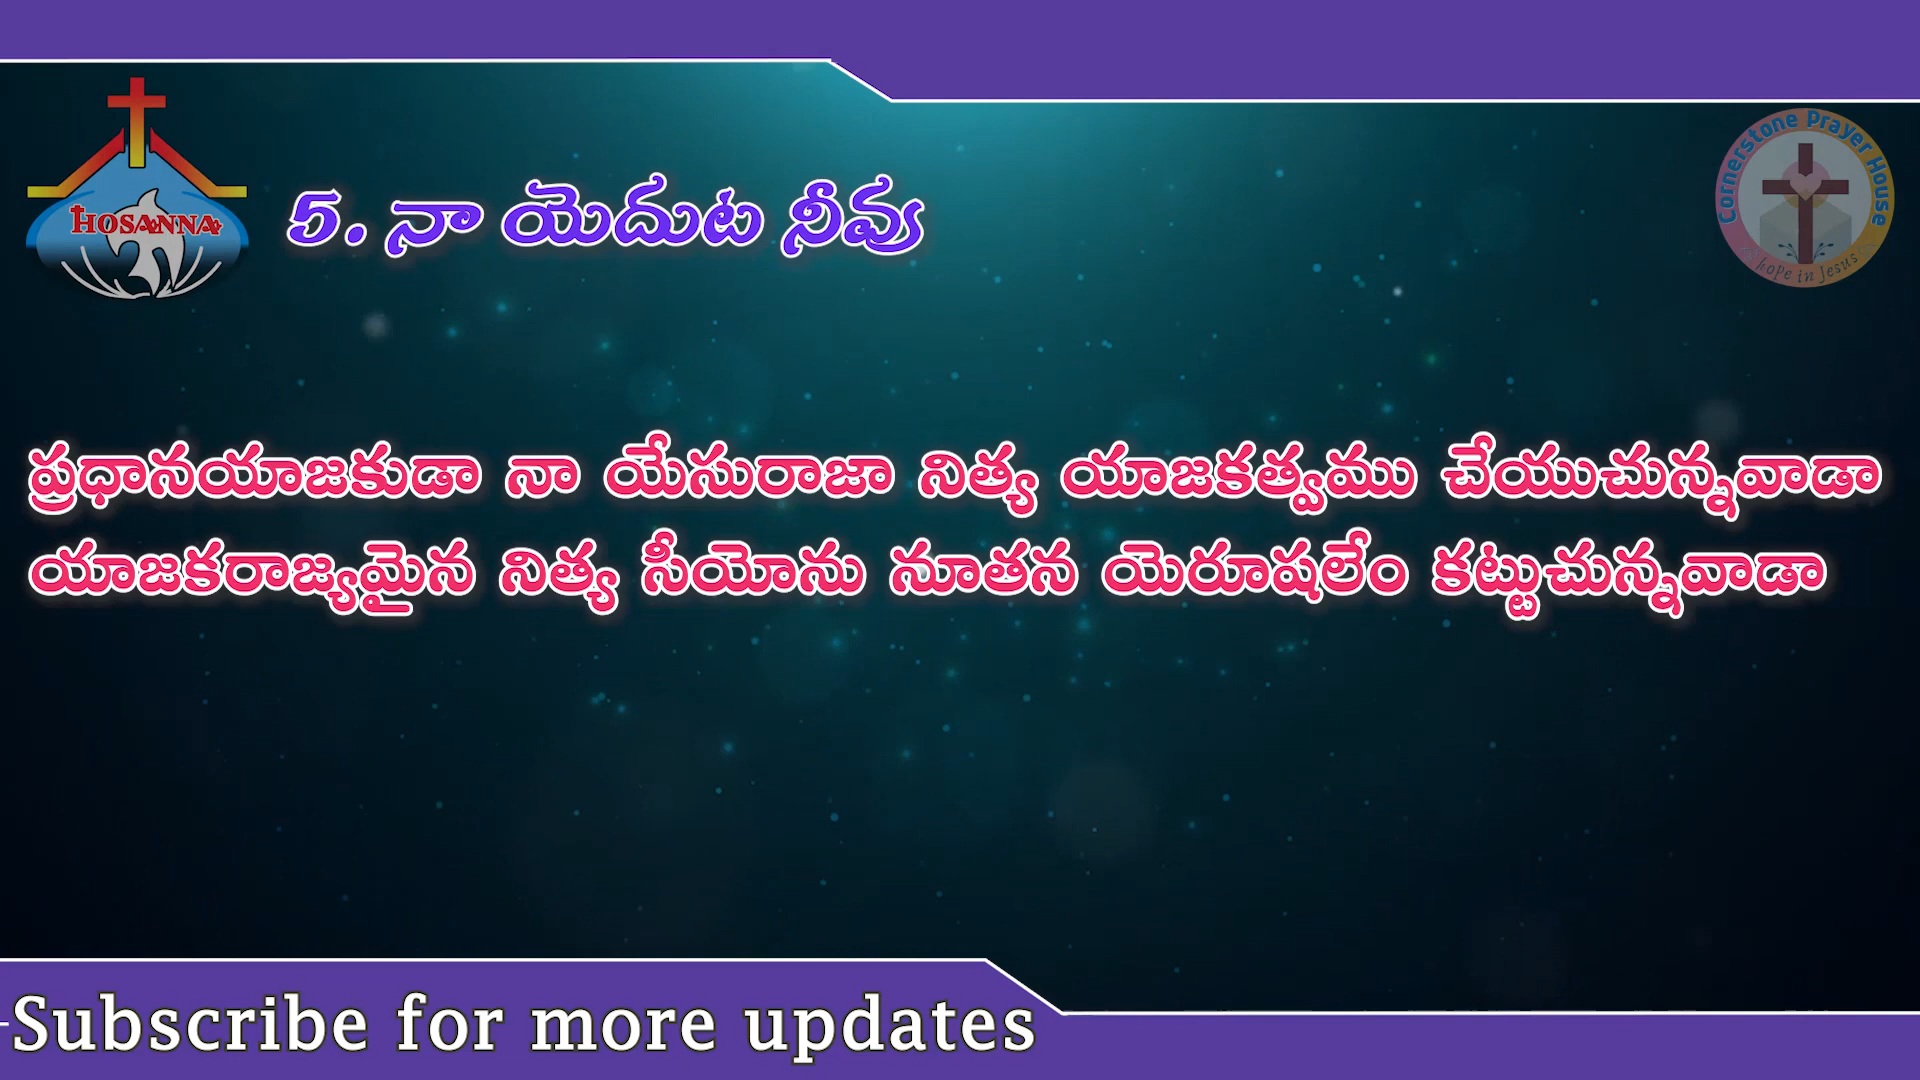 HOSANNA
5. నా యెదుట నీవు
Cornerstone Prayer House
hope in Jesus
ప్రధానయాజకుడా నా యేసురాజా నిత్య యాజకత్వము చేయుచున్నవాడా
యాజకరాజ్యమైన నిత్య సీయోను నూతన యెరూషలేం కట్టుచున్నవాడా
Subscribe for more updates